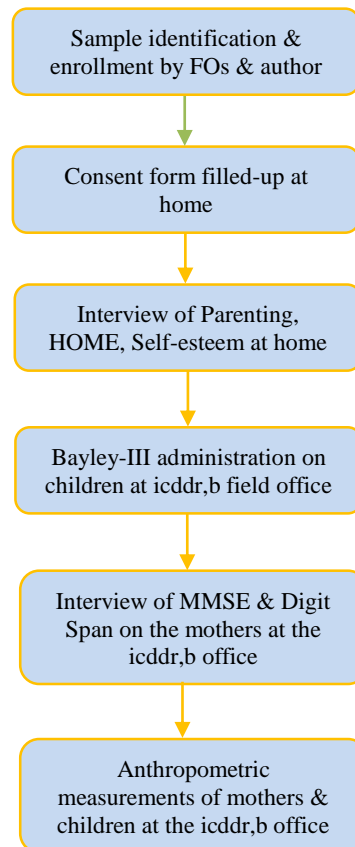 Sample identification &
enrollment by FOs & author
Consent form filled-up at
home
Interview of Parenting,
HOME, Self-esteem at home
Bayley-III administration on
children at icddr,b field office
Interview of MMSE & Digit
Span on the mothers at the
icddr,b office
Anthropometric
measurements of mothers &
children at the icddr,b office